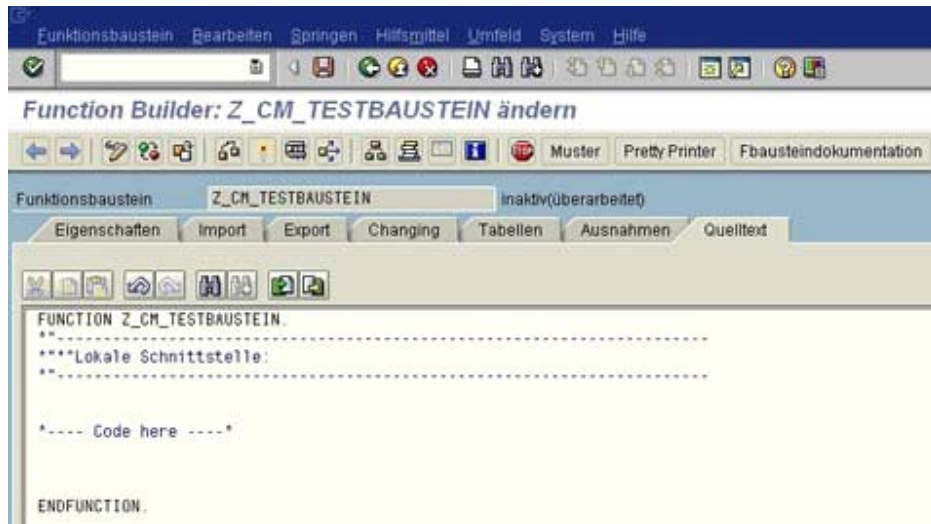 Funktionsbaustein Bearbeiten Springen Hilfsmittel Umfeld System Hilfe
Function Builder: Z_CM_TESTBAUSTEIN ändern
Muster Pretty Printer Fbausteindokumentation
Funktionsbaustein Z_CM_TESTBAUSTEIN inaktiv(überarbeitet)
Eigenschaften Import Export Changing Tabellen Ausnahmen Quelltext
FUNCTION Z_CM_TESTBAUSTEIN.
*"----------------------------------------------------------------------
*"*"Lokale Schnittstelle:
*"----------------------------------------------------------------------
*---- Code here ----*
ENDFUNCTION.